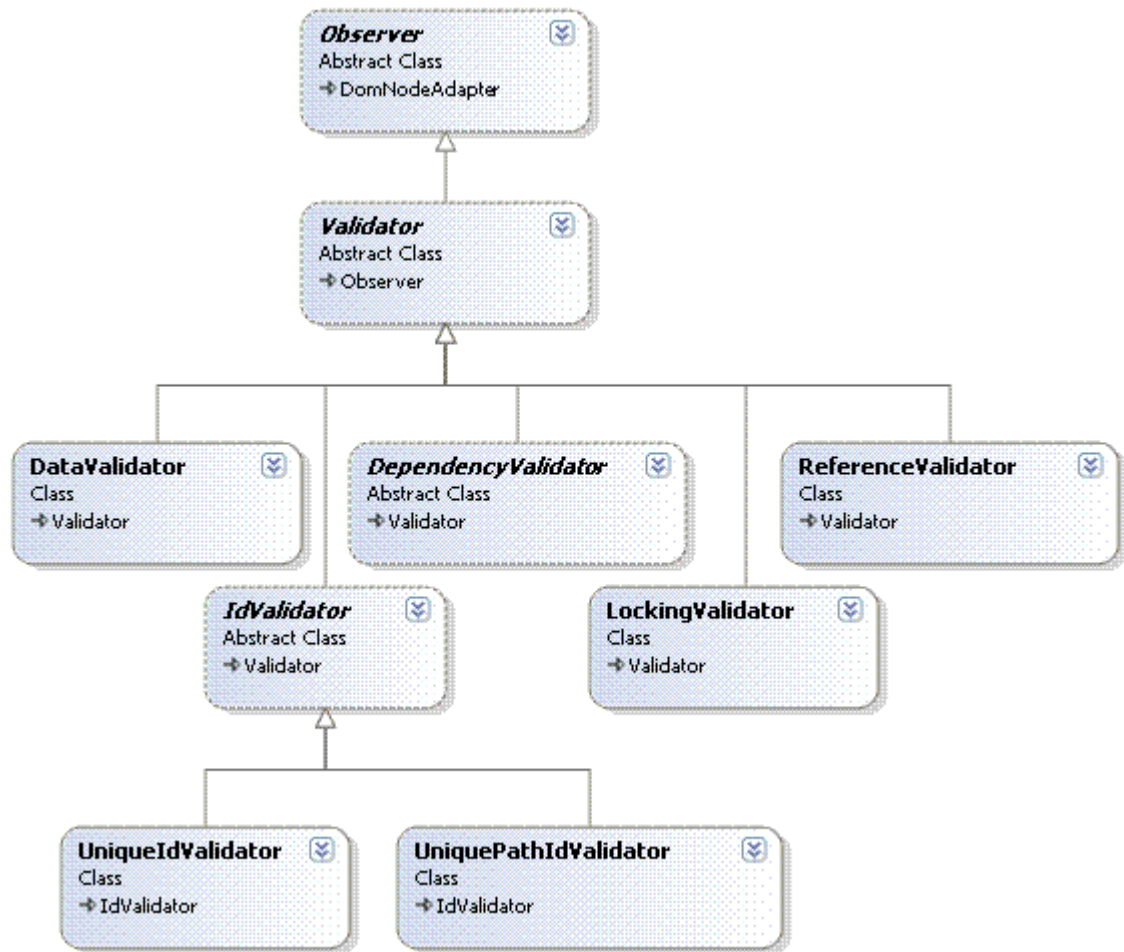 Observer
Abstract Class
DomNodeAdapter
Validator
Abstract Class
Observer
DataValidator
Class
Validator
DependencyValidator
Abstract Class
Validator
ReferenceValidator
Class
Validator
IdValidator
Abstract Class
Validator
LockingValidator
Class
Validator
UniqueIdValidator
Class
IdValidator
UniquePathIdValidator
Class
IdValidator